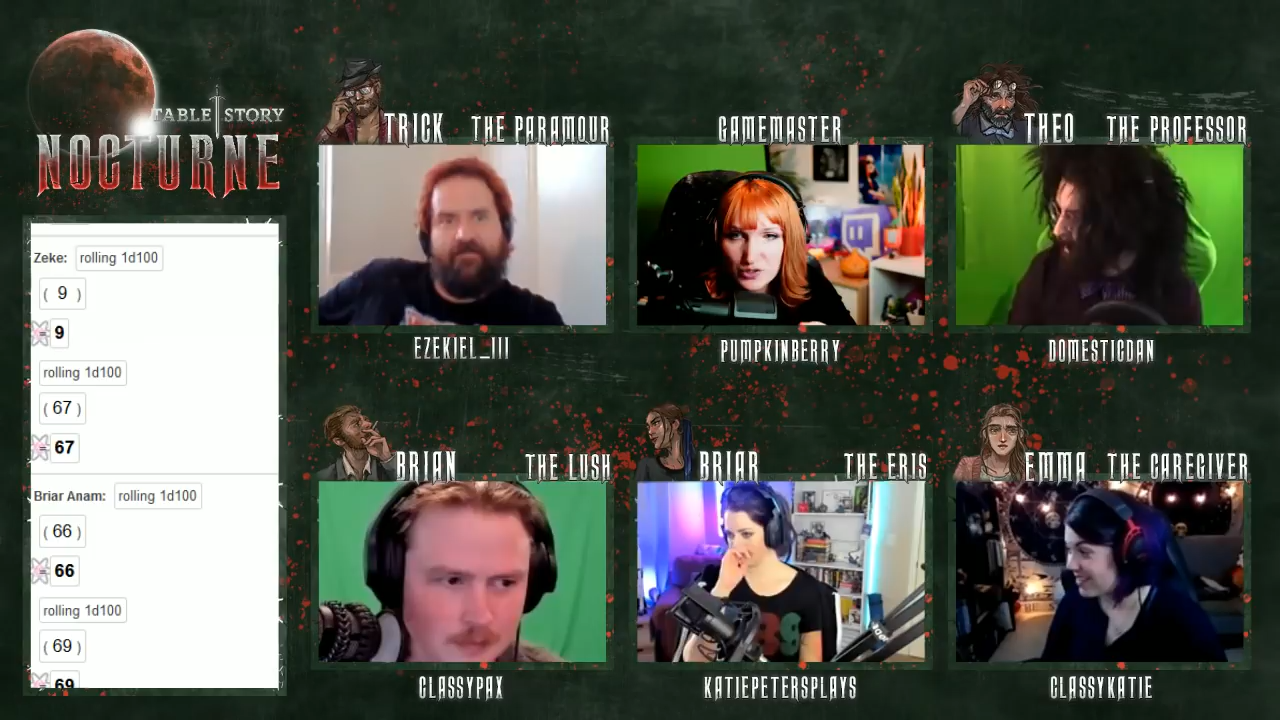 TABLE STORY
NOCTURNE
Zeke: rolling 1d100
( 9 )
= 9
rolling 1d100
( 67 )
= 67
Briar Anam: rolling 1d100
( 66 )
= 66
rolling 1d100
( 69 )
= 69
TRICK THE PARAMOUR
EZEKIEL_III
GAMEMASTER
PUMPKINBERRY
THEO THE PROFESSOR
DOMESTICDAN
BRIAN THE LUSH
CLASSYPAX
BRIAR THE ERIS
89
KATIEPETERSPLAYS
EMMA THE CAREGIVER
CLASSYKATIE